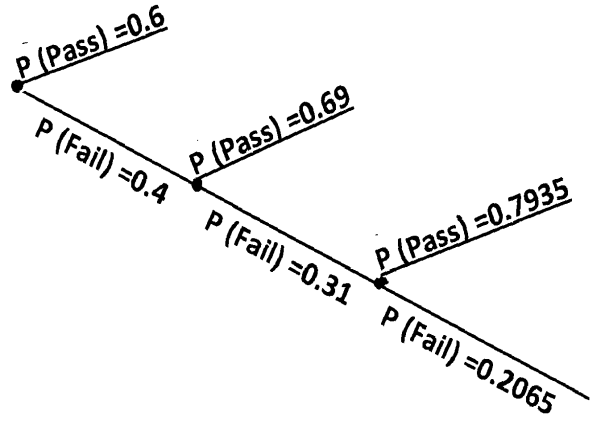 P (Pass) =0.6
P (Fail) =0.4
P (Pass) =0.69
P (Fail) =0.31
P (Pass) =0.7935
P (Fail) =0.2065